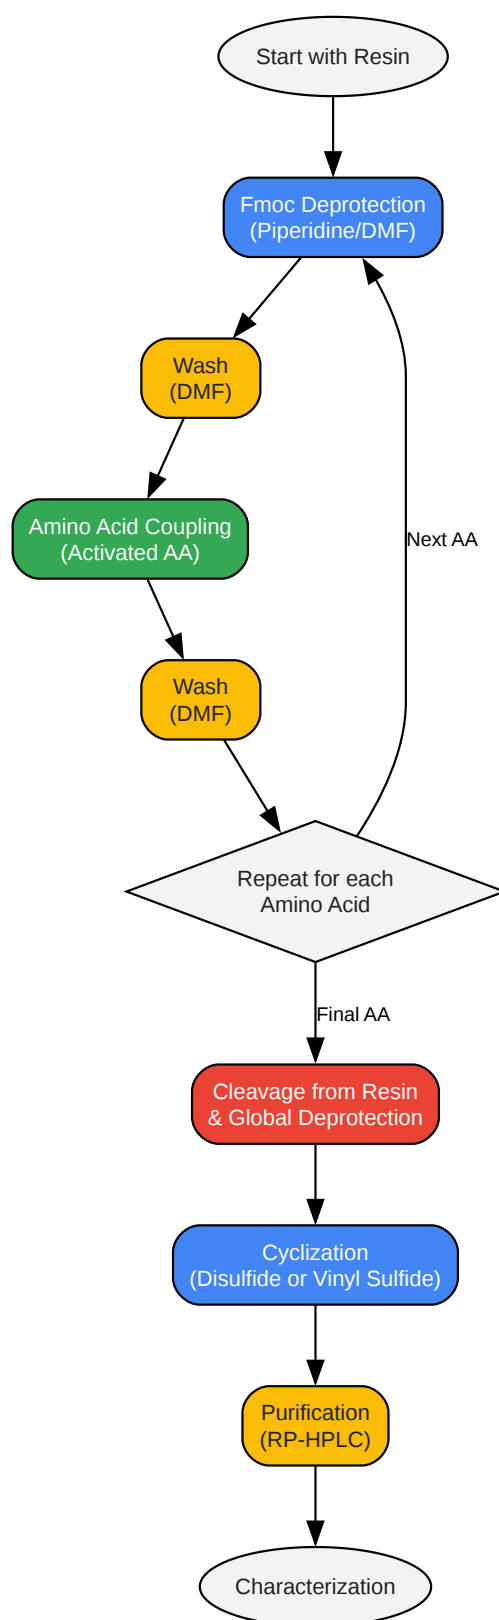 Start with Resin
Fmoc Deprotection
(Piperidine/DMF)
Wash
(DMF)
Amino Acid Coupling
(Activated AA)
Next AA
Wash
(DMF)
Repeat for each
Amino Acid
Final AA
Cleavage from Resin
& Global Deprotection
Cyclization
(Disulfide or Vinyl Sulfide)
Purification
(RP-HPLC)
Characterization